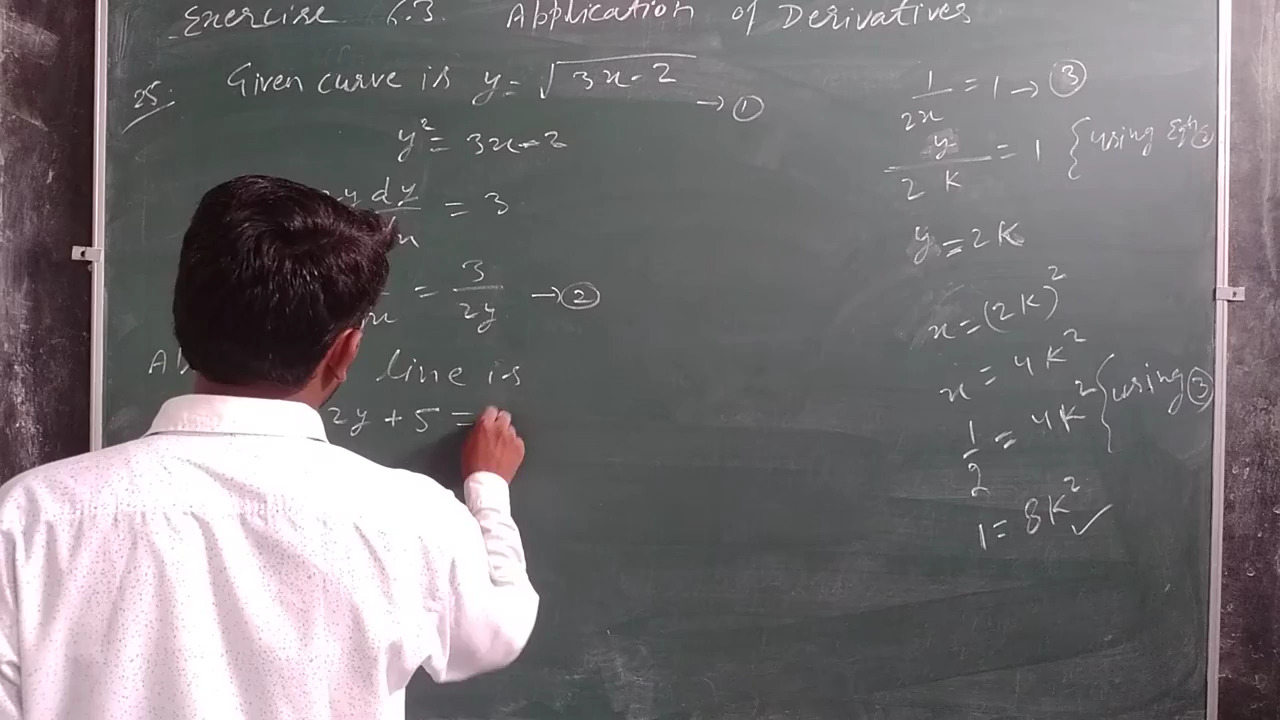 Exercise 6.3. Application of Derivatives
25. Given curve is y = √3x-2 → ①
y² = 3x-2
y dy = 3
= 3/2y → ②
line is
2y + 5 =
1/2x = 1 → ③
y/2K = 1 {using Eqⁿ②
y = 2K
x = (2K)²
x = 4K²
1/2 = 4K² {using ③
1 = 8K² ✓